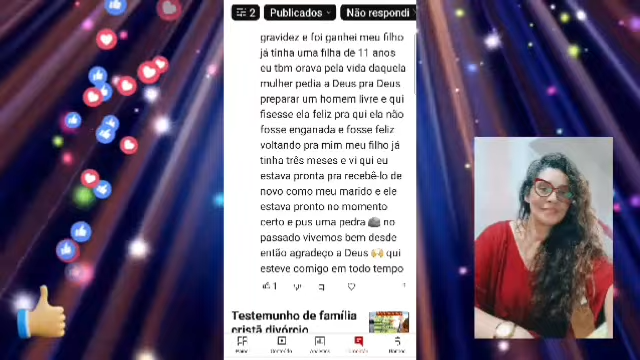 2 Publicados Não respondi
gravidez e foi ganhei meu filho
já tinha uma filha de 11 anos
eu tbm orava pela vida daquela
mulher pedia a Deus pra Deus
preparar um homem livre e qui
fisesse ela feliz pra qui ela não
fosse enganada e fosse feliz
voltando pra mim meu filho já
tinha três meses e vi qui eu
estava pronta pra recebê-lo de
novo como meu marido e ele
estava pronto no momento
certo e pus uma pedra 🪨 no
passado vivemos bem desde
então agradeço a Deus 🙌 qui
esteve comigo em todo tempo
1
Testemunho de família
cristã divórcio
Conteúdo